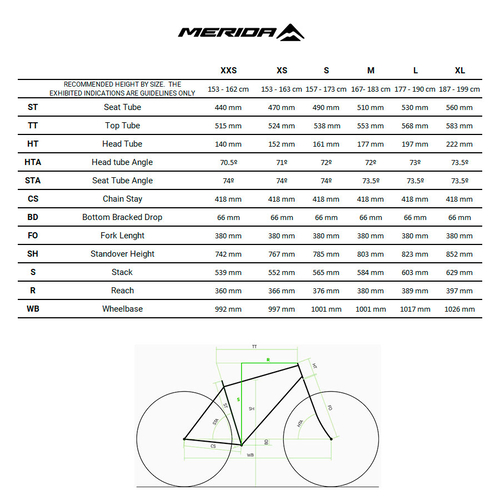 MERIDA
XXS XS S M L XL
RECOMMENDED HEIGHT BY SIZE. THE
EXHIBITED INDICATIONS ARE GUIDELINES ONLY
153 - 162 cm 153 - 163 cm 157 - 173 cm 167- 183 cm 177 - 190 cm 187 - 199 cm
ST Seat Tube 440 mm 470 mm 490 mm 510 mm 530 mm 560 mm
TT Top Tube 515 mm 524 mm 538 mm 553 mm 568 mm 583 mm
HT Head Tube 140 mm 152 mm 161 mm 177 mm 197 mm 222 mm
HTA Head tube Angle 70.5º 71º 72º 72º 73º 73.5º
STA Seat Tube Angle 74º 74º 74º 73.5º 73.5º 73.5º
CS Chain Stay 418 mm 418 mm 418 mm 418 mm 418 mm 418 mm
BD Bottom Bracked Drop 66 mm 66 mm 66 mm 66 mm 66 mm 66 mm
FO Fork Lenght 380 mm 380 mm 380 mm 380 mm 380 mm 380 mm
SH Standover Height 742 mm 767 mm 785 mm 803 mm 823 mm 852 mm
S Stack 539 mm 552 mm 565 mm 584 mm 603 mm 629 mm
R Reach 360 mm 366 mm 376 mm 380 mm 389 mm 397 mm
WB Wheelbase 992 mm 997 mm 1001 mm 1001 mm 1017 mm 1026 mm
TT
R
HT
S
ST
SH
FO
STA
HTA
BD
CS
WB